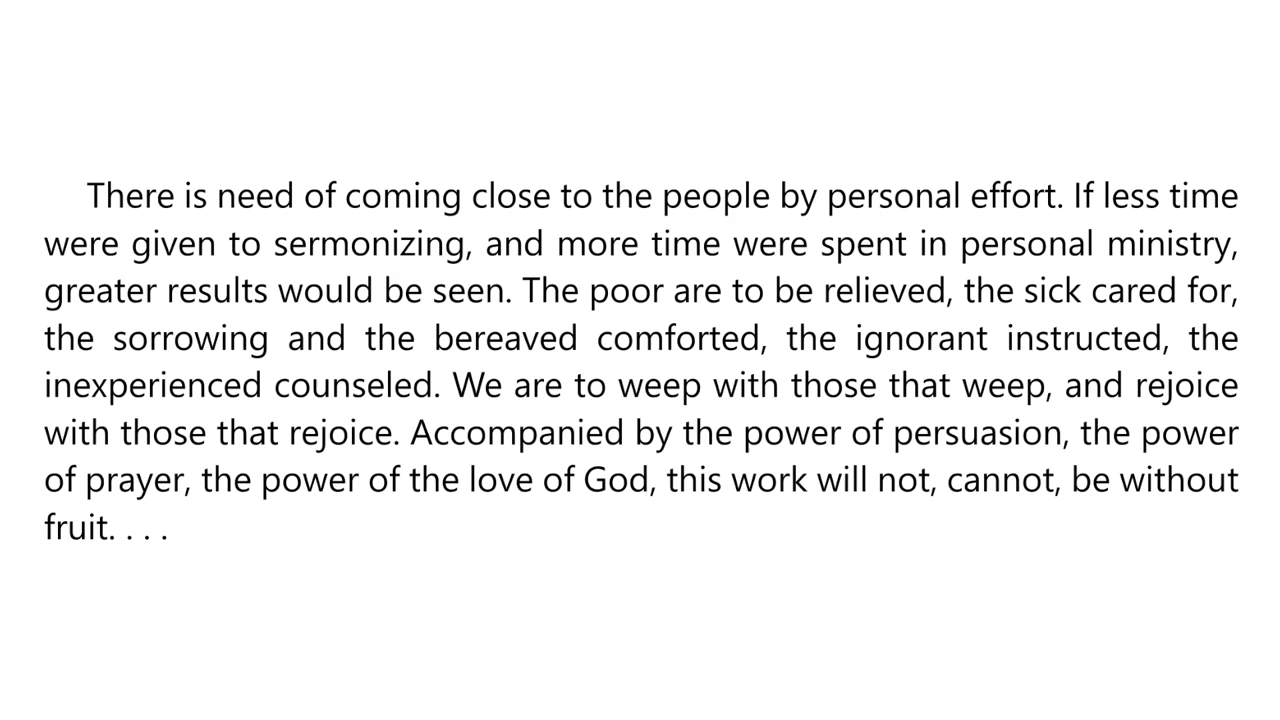 There is need of coming close to the people by personal effort. If less time
were given to sermonizing, and more time were spent in personal ministry,
greater results would be seen. The poor are to be relieved, the sick cared for,
the sorrowing and the bereaved comforted, the ignorant instructed, the
inexperienced counseled. We are to weep with those that weep, and rejoice
with those that rejoice. Accompanied by the power of persuasion, the power
of prayer, the power of the love of God, this work will not, cannot, be without
fruit. . . .